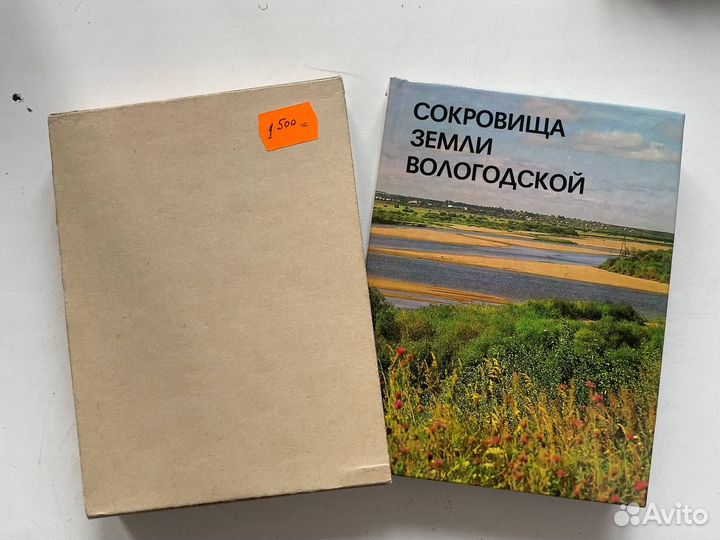 1 500=
СОКРОВИЩА
ЗЕМЛИ
ВОЛОГОДСКОЙ
Avito